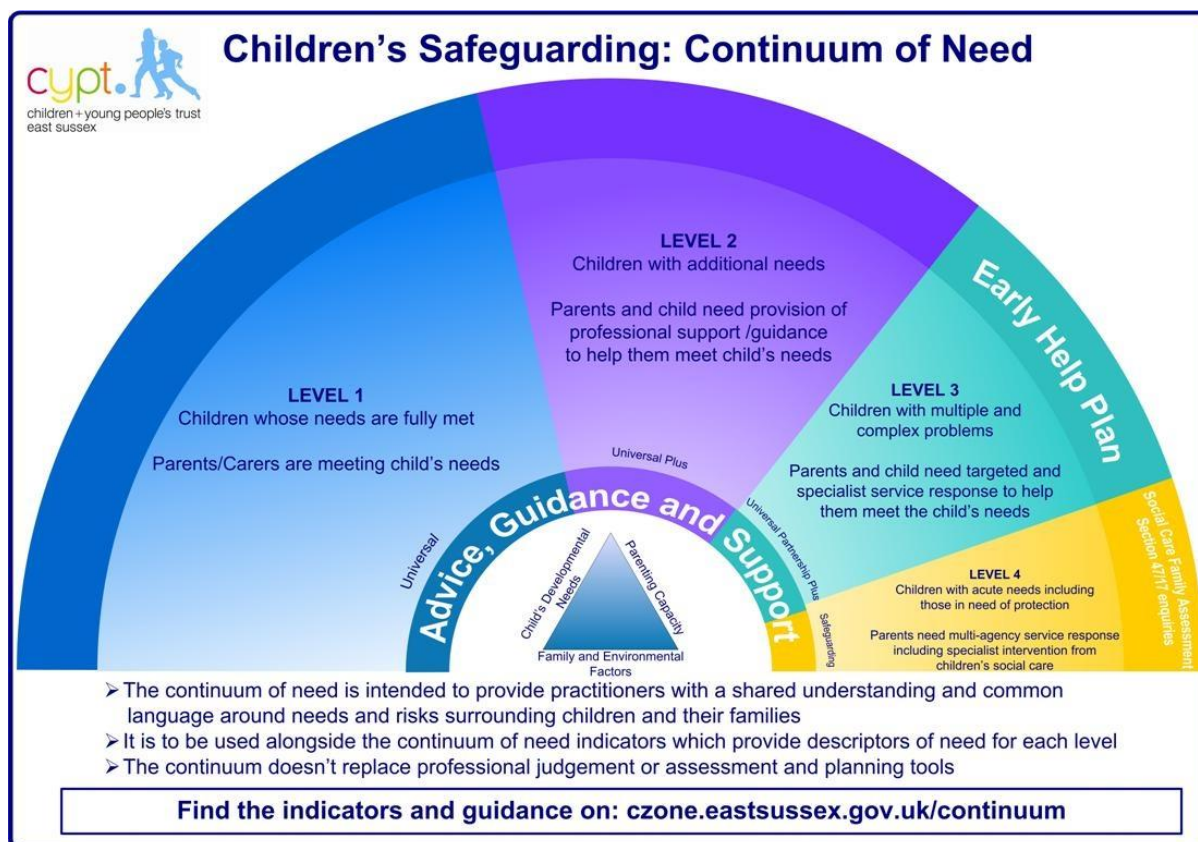 cypt.
children + young people's trust
east sussex
Children's Safeguarding: Continuum of Need
LEVEL 1
Children whose needs are fully met
Parents/Carers are meeting child's needs
LEVEL 2
Children with additional needs
Parents and child need provision of
professional support /guidance
to help them meet child's needs
LEVEL 3
Children with multiple and
complex problems
Parents and child need targeted and
specialist service response to help
them meet the child's needs
LEVEL 4
Children with acute needs including
those in need of protection
Parents need multi-agency service response
including specialist intervention from
children's social care
Early Help Plan
Social Care Family Assessment
Section 47/17 enquiries
Universal
Universal Plus
Universal Partnership Plus
Safeguarding
Advice, Guidance and Support
Child's Developmental
Needs
Parenting Capacity
Family and Environmental
Factors
➢ The continuum of need is intended to provide practitioners with a shared understanding and common
language around needs and risks surrounding children and their families
➢ It is to be used alongside the continuum of need indicators which provide descriptors of need for each level
➢ The continuum doesn't replace professional judgement or assessment and planning tools
Find the indicators and guidance on: czone.eastsussex.gov.uk/continuum